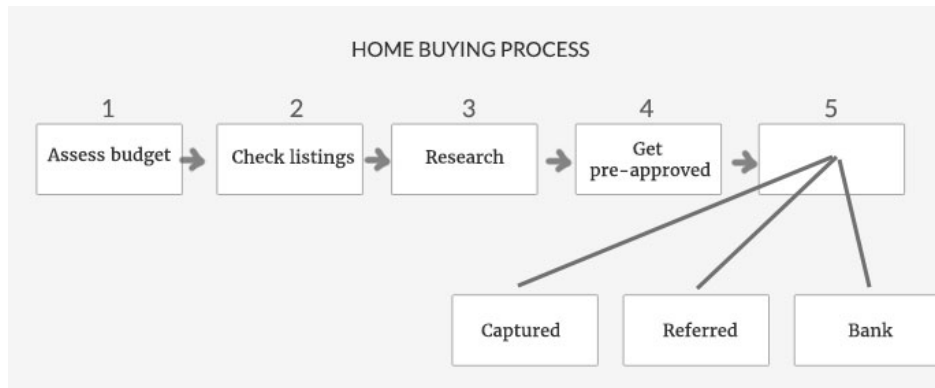 HOME BUYING PROCESS
1
2
3
4
5
Assess budget
Check listings
Research
Get
pre-approved
Captured
Referred
Bank